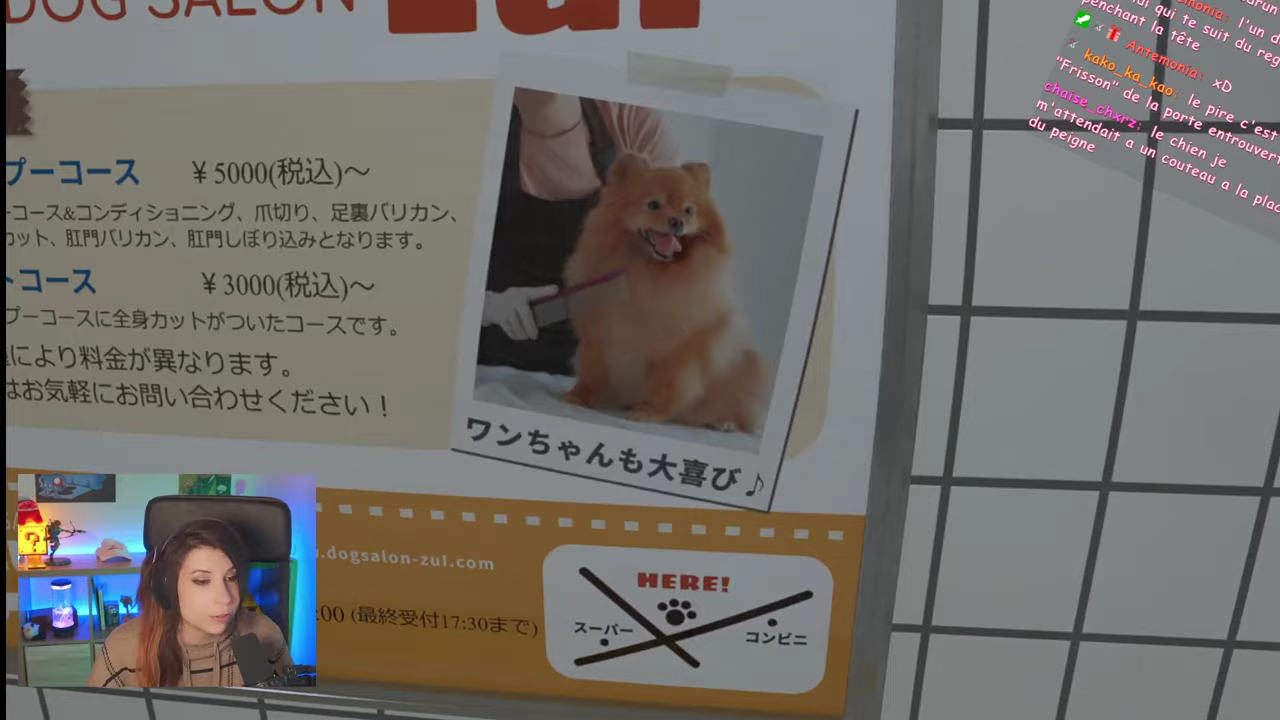 DOG SALON zui
プーコース ¥5000(税込)～
コース&コンディショニング、爪切り、足裏バリカン、
カット、肛門バリカン、肛門しぼり込みとなります。
トコース ¥3000(税込)～
プーコースに全身カットがついたコースです。
により料金が異なります。
はお気軽にお問い合わせください！
ワンちゃんも大喜び♪
.dogsalon-zui.com
:00 (最終受付17:30まで)
HERE!
スーパー
コンビニ
?
l'un d
lui qui te suit du reg
penchant la tête
Antemonia: xD
kako_ka_kao: le pire c'est
"Frisson" de la porte entrouvert
chaise_chxrz: le chien je
m'attendait a un couteau a la plac
du peigne